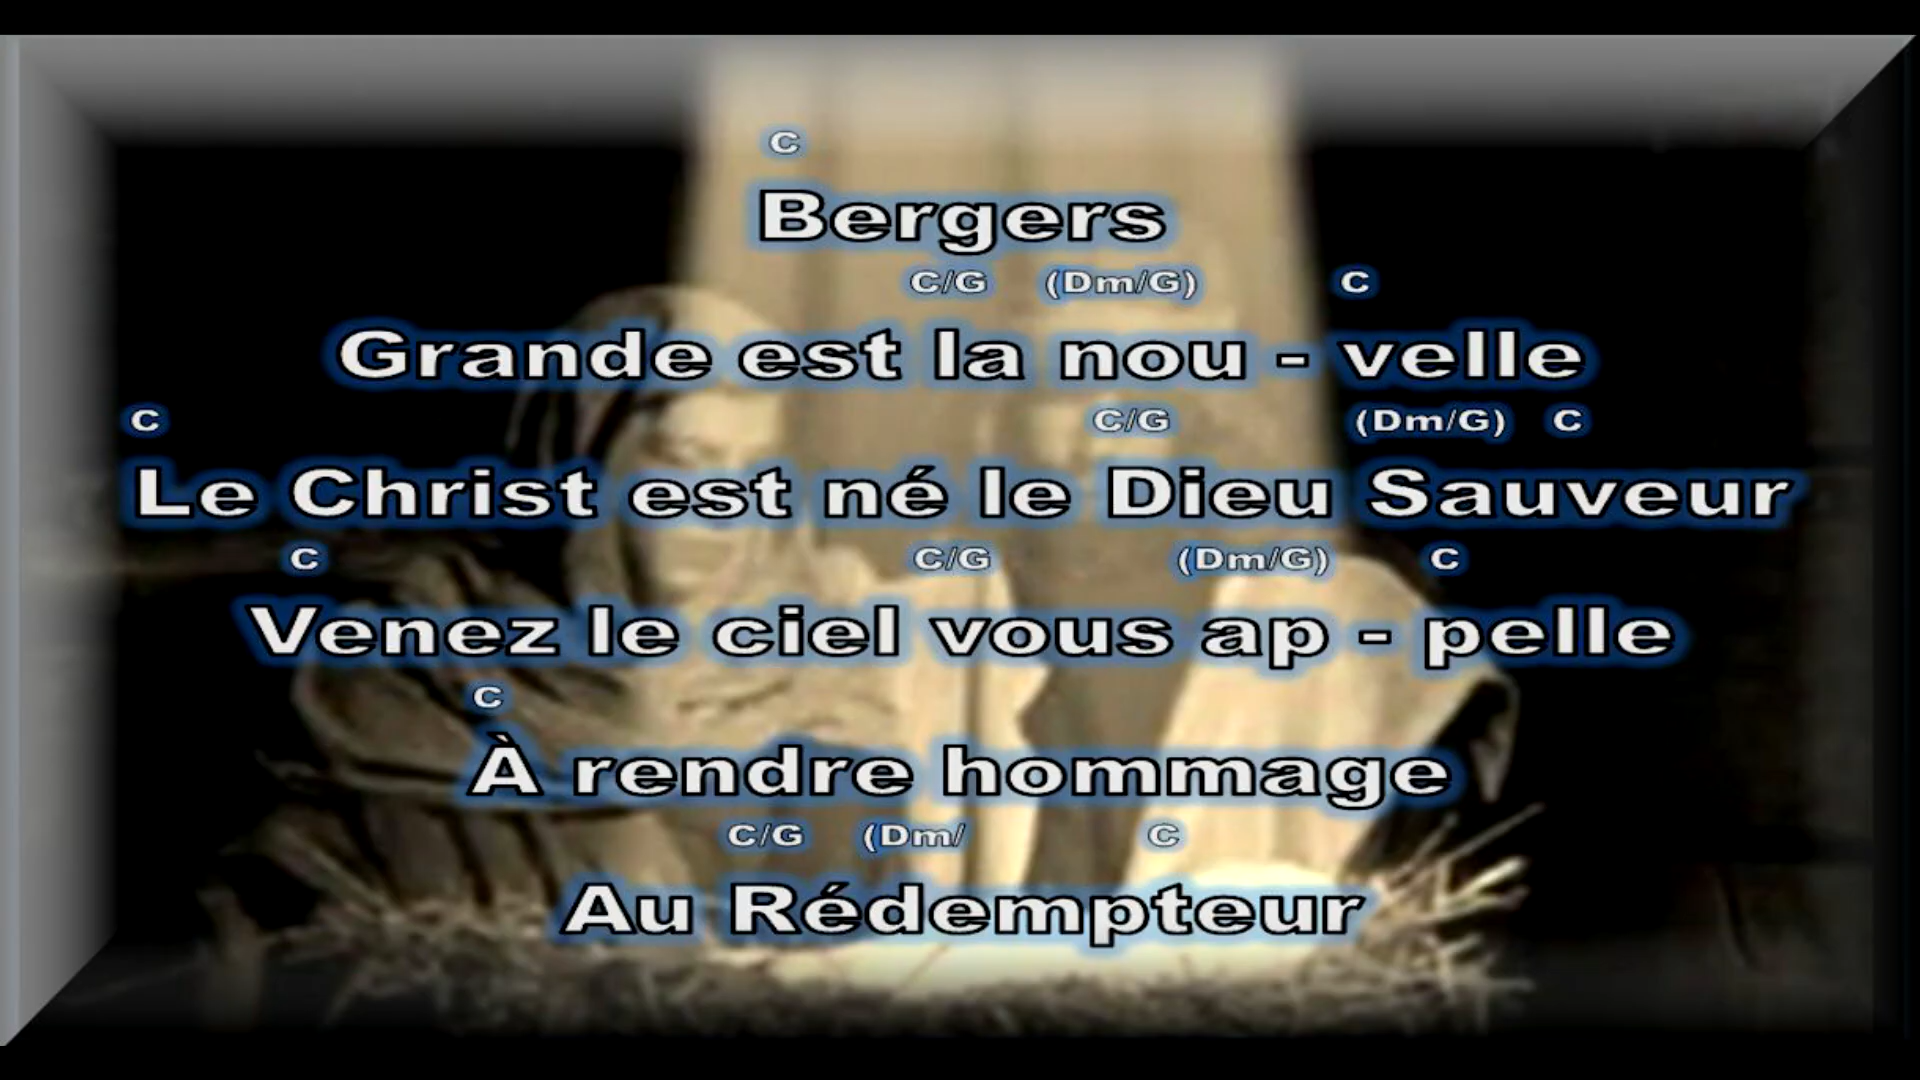 C
Bergers
C/G (Dm/G) C
Grande est la nou - velle
C C/G (Dm/G) C
Le Christ est né le Dieu Sauveur
C C/G (Dm/G) C
Venez le ciel vous ap - pelle
C
À rendre hommage
C/G (Dm/ C
Au Rédempteur